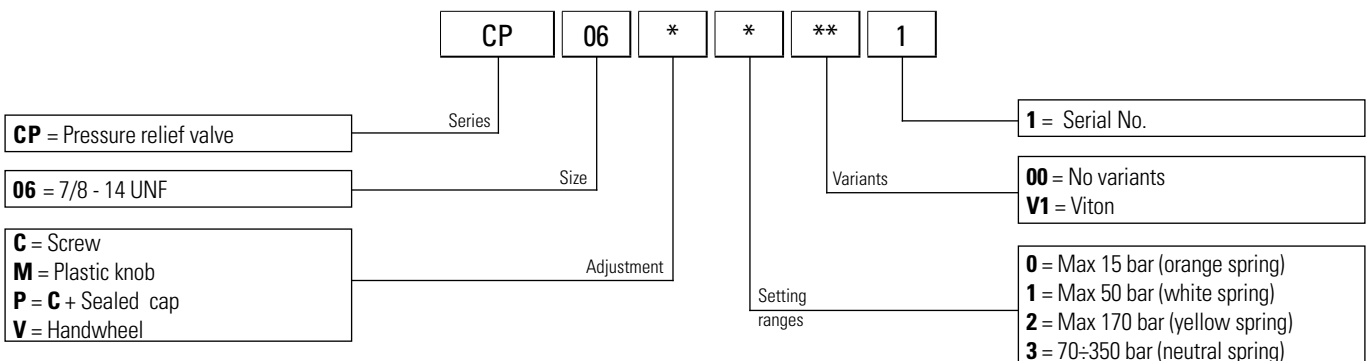 CP 06 * * ** 1
Series
CP = Pressure relief valve
Size
06 = 7/8 - 14 UNF
Adjustment
C = Screw
M = Plastic knob
P = C + Sealed cap
V = Handwheel
1 = Serial No.
Variants
00 = No variants
V1 = Viton
Setting
ranges
0 = Max 15 bar (orange spring)
1 = Max 50 bar (white spring)
2 = Max 170 bar (yellow spring)
3 = 70÷350 bar (neutral spring)